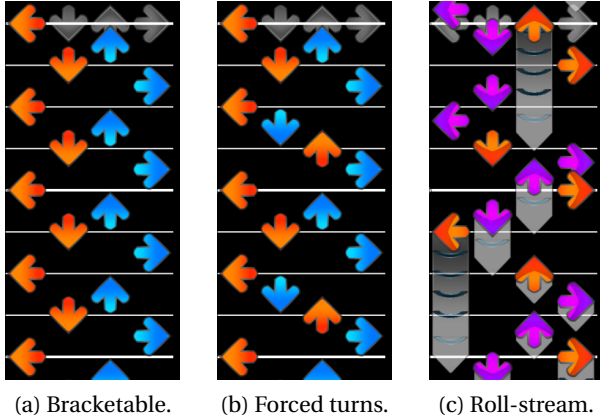 (a) Bracketable.
(b) Forced turns.
(c) Roll-stream.